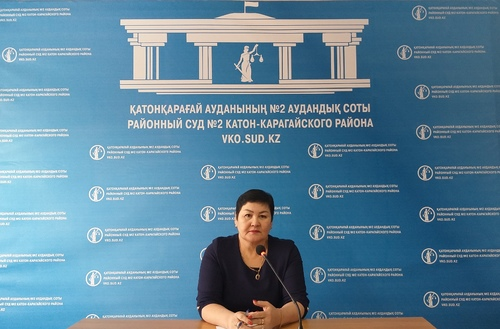 ҚАТОНҚАРАҒАЙ АУДАНЫНЫҢ №2 АУДАНДЫҚ СОТЫ
РАЙОННЫЙ СУД №2 КАТОН-КАРАГАЙСКОГО РАЙОНА
VKO.SUD.KZ